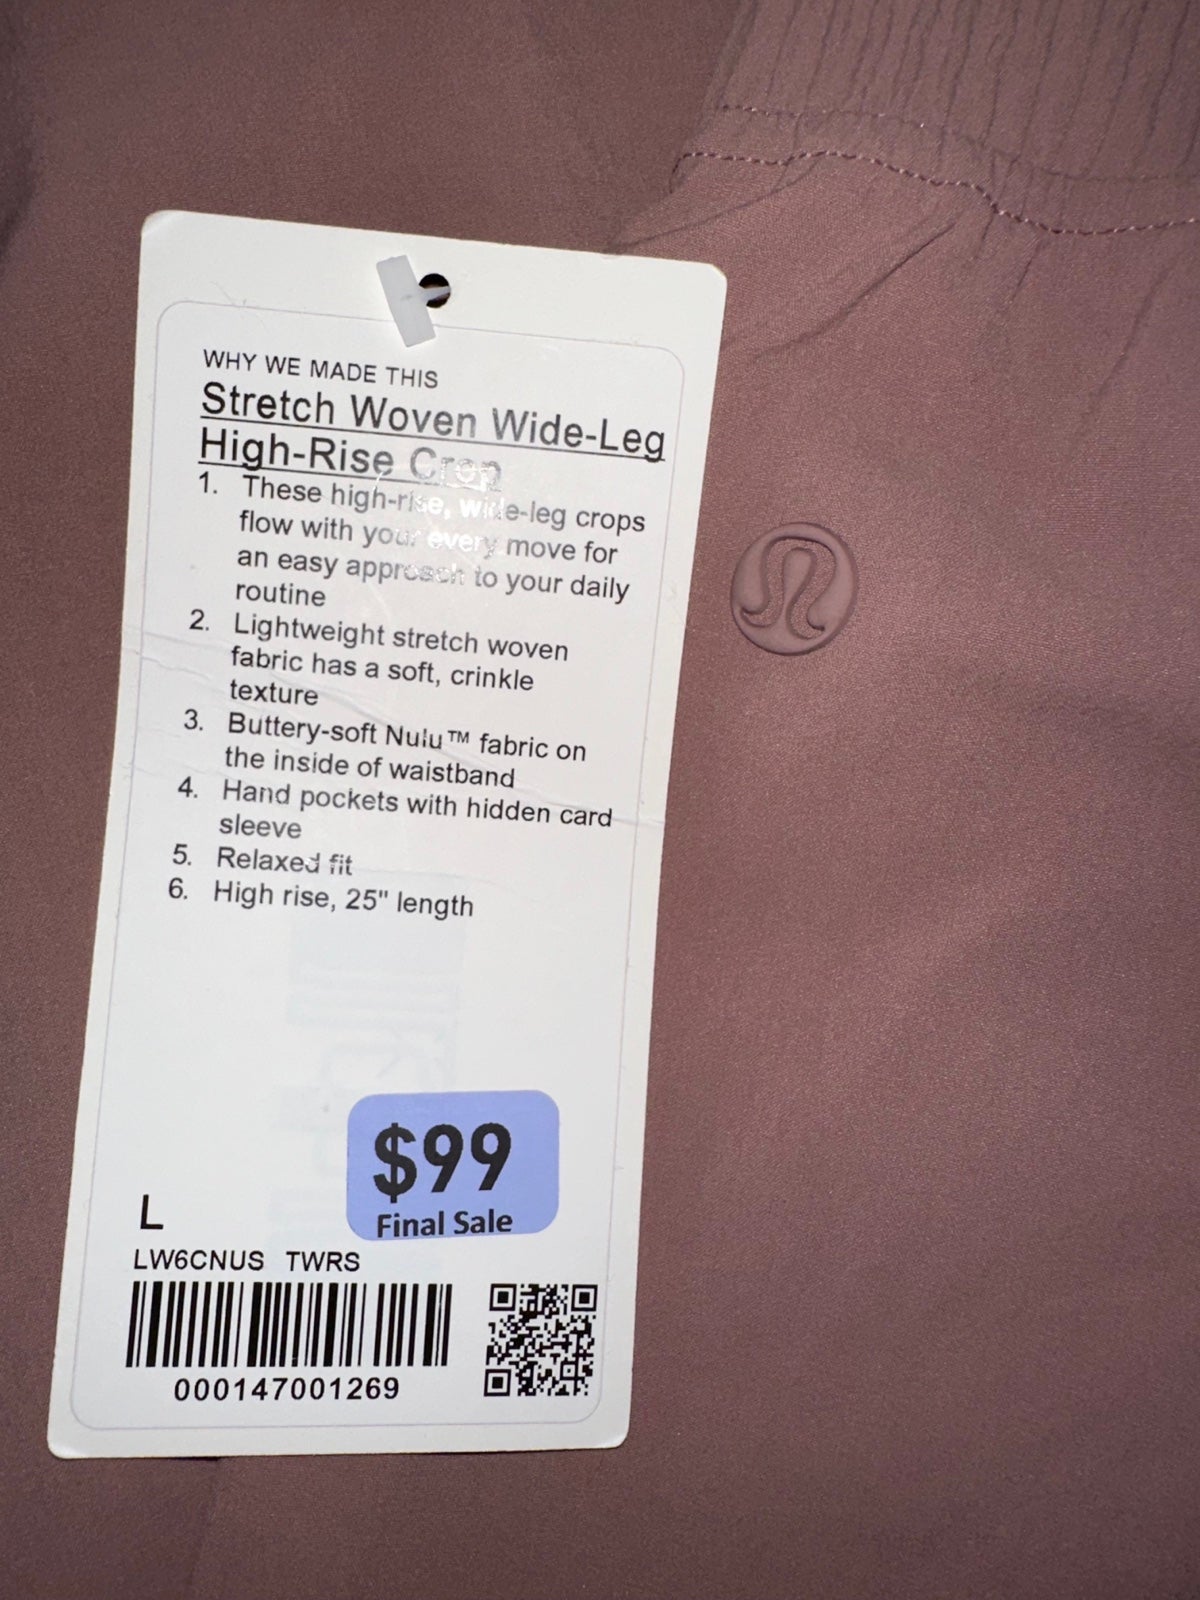 WHY WE MADE THIS
Stretch Woven Wide-Leg
High-Rise Crop
1. These high-rise, wide-leg crops
flow with your every move for
an easy approach to your daily
routine
2. Lightweight stretch woven
fabric has a soft, crinkle
texture
3. Buttery-soft Nulu™ fabric on
the inside of waistband
4. Hand pockets with hidden card
sleeve
5. Relaxed fit
6. High rise, 25" length
$99
Final Sale
L
LW6CNUS TWRS
000147001269